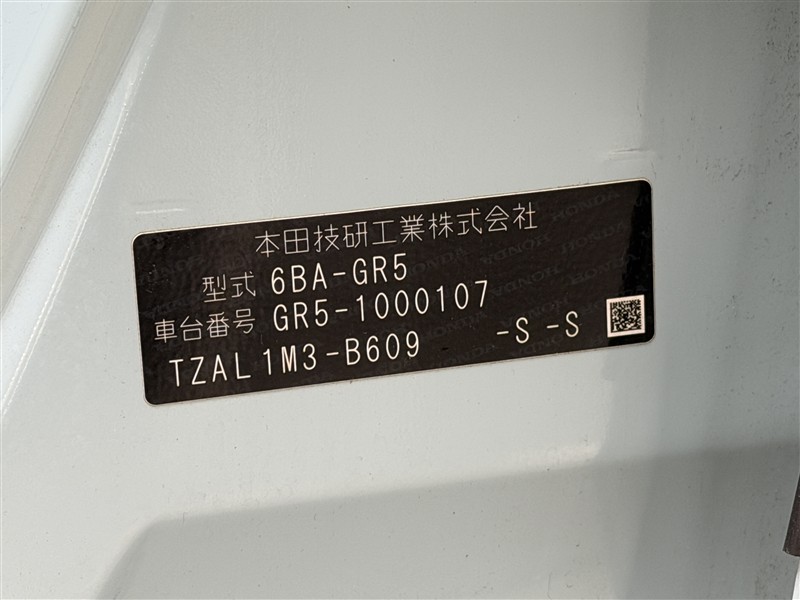 本田技研工業株式会社
型式 6BA-GR5
車台番号 GR5-1000107
TZAL1M3-B609 -S -S